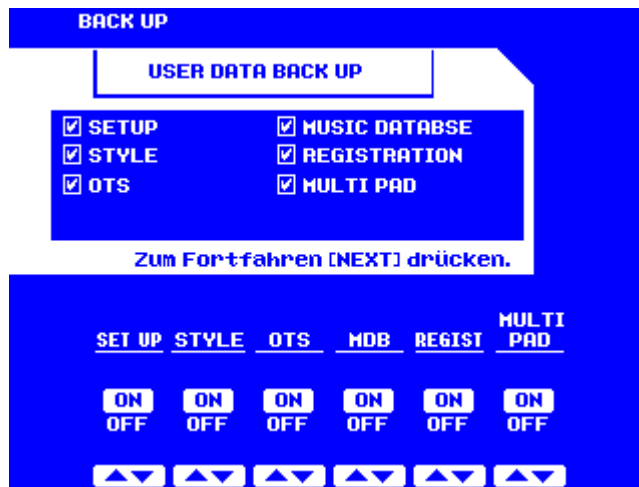 BACK UP
USER DATA BACK UP
SETUP MUSIC DATABSE
STYLE REGISTRATION
OTS MULTI PAD
Zum Fortfahren [NEXT] drücken.
SET UP STYLE OTS MDB REGIST MULTI PAD
ON ON ON ON ON ON
OFF OFF OFF OFF OFF OFF